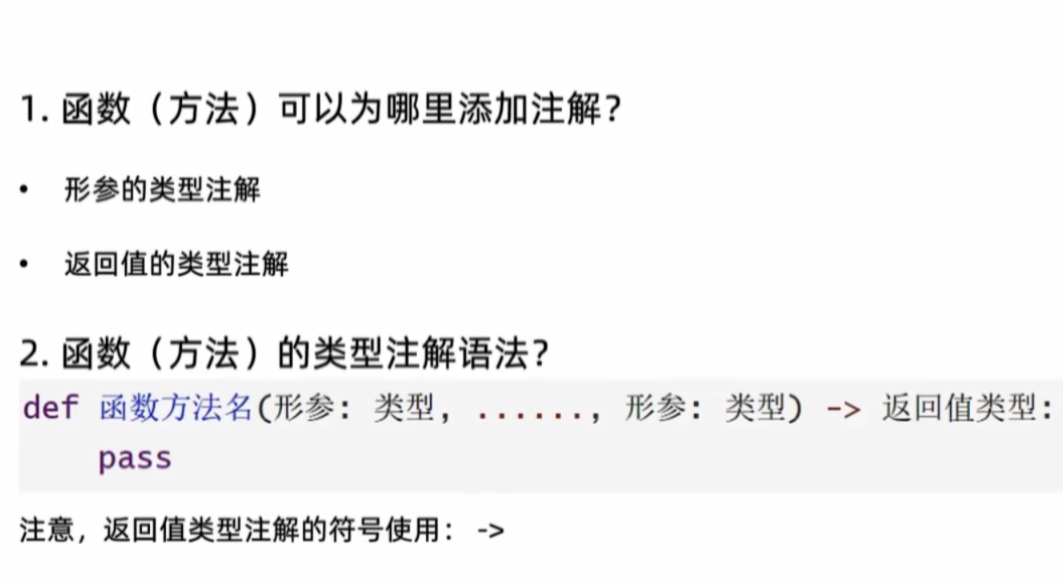 1. 函数（方法）可以为哪里添加注解？
• 形参的类型注解
• 返回值的类型注解
2. 函数（方法）的类型注解语法？
def 函数方法名(形参: 类型, ......, 形参: 类型) -> 返回值类型:
    pass
注意，返回值类型注解的符号使用： ->